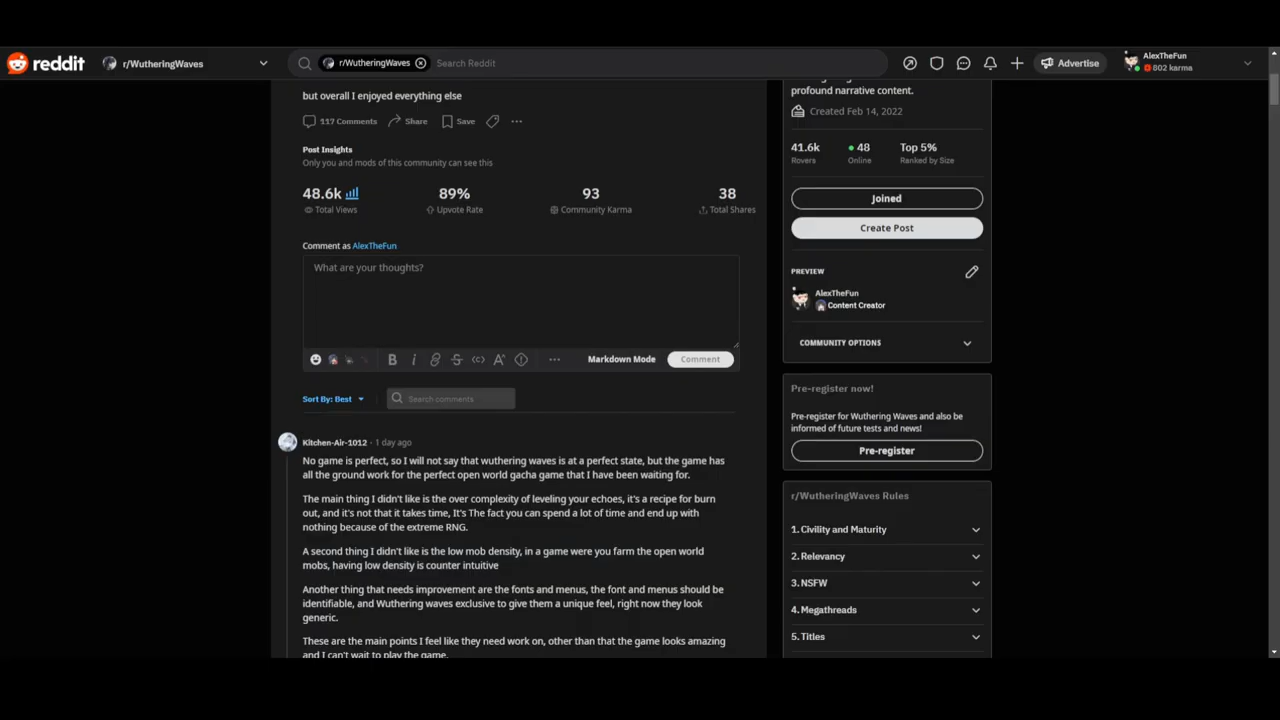 reddit
r/WutheringWaves
r/WutheringWaves
Search Reddit
Advertise
AlexTheFun
802 karma
but overall I enjoyed everything else
117 Comments
Share
Save
Post Insights
Only you and mods of this community can see this
48.6k
89%
93
38
Total Views
Upvote Rate
Community Karma
Total Shares
Comment as AlexTheFun
What are your thoughts?
Markdown Mode
Comment
Sort By: Best
Search comments
Kitchen-Air-1012 · 1 day ago
No game is perfect, so I will not say that wuthering waves is at a perfect state, but the game has
all the ground work for the perfect open world gacha game that I have been waiting for.
The main thing I didn't like is the over complexity of leveling your echoes, it's a recipe for burn
out, and it's not that it takes time, It's The fact you can spend a lot of time and end up with
nothing because of the extreme RNG.
A second thing I didn't like is the low mob density, in a game were you farm the open world
mobs, having low density is counter intuitive
Another thing that needs improvement are the fonts and menus, the font and menus should be
identifiable, and Wuthering waves exclusive to give them a unique feel, right now they look
generic.
These are the main points I feel like they need work on, other than that the game looks amazing
and I can't wait to play the game.
profound narrative content.
Created Feb 14, 2022
41.6k
48
Top 5%
Rovers
Online
Ranked by Size
Joined
Create Post
PREVIEW
AlexTheFun
Content Creator
COMMUNITY OPTIONS
Pre-register now!
Pre-register for Wuthering Waves and also be
informed of future tests and news!
Pre-register
r/WutheringWaves Rules
1. Civility and Maturity
2. Relevancy
3. NSFW
4. Megathreads
5. Titles